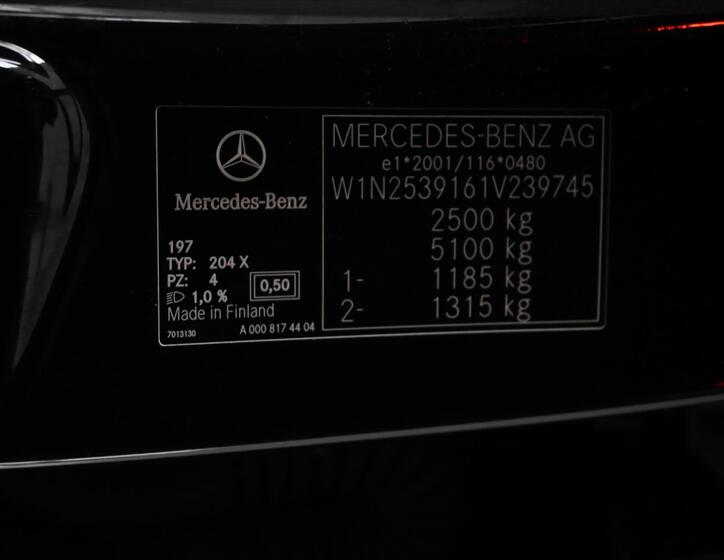 Mercedes-Benz
197
TYP: 204 X
PZ: 4
1,0 %
0,50
Made in Finland
7013130
A 000 817 44 04
MERCEDES-BENZ AG
e1*2001/116*0480
W1N2539161V239745
2500 kg
5100 kg
1- 1185 kg
2- 1315 kg